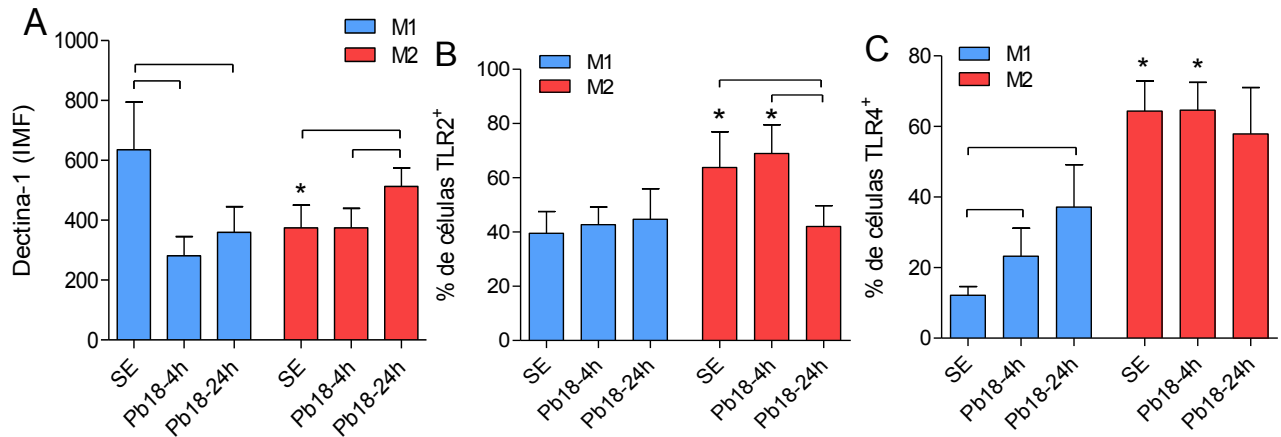 A
Dectina-1 (IMF)
1000
800
600
400
200
0
M1
M2
*
SE
Pb18-4h
Pb18-24h
SE
Pb18-4h
Pb18-24h
B
% de células TLR2+
100
80
60
40
20
0
M1
M2
* *
SE
Pb18-4h
Pb18-24h
SE
Pb18-4h
Pb18-24h
C
% de células TLR4+
80
60
40
20
0
M1
M2
* *
SE
Pb18-4h
Pb18-24h
SE
Pb18-4h
Pb18-24h